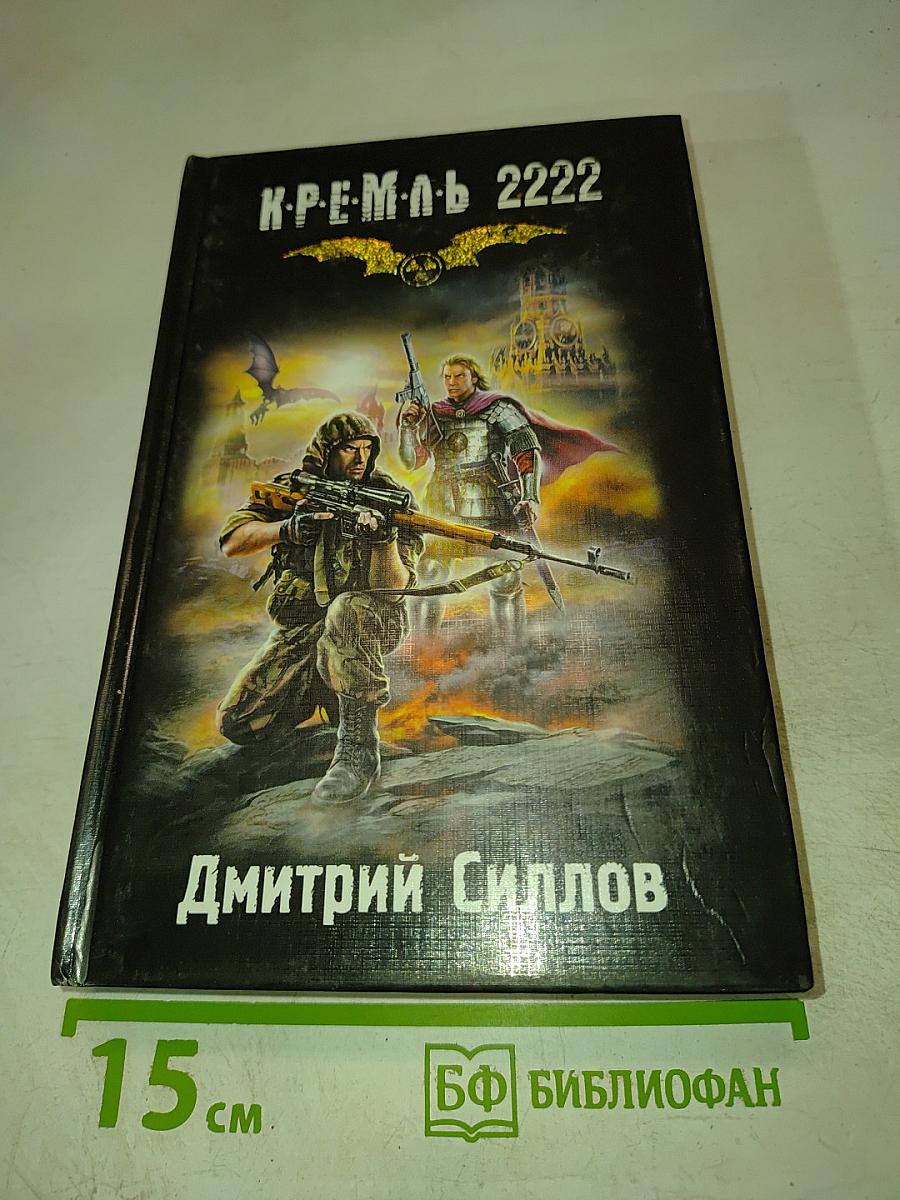 К·Р·Е·М·Л·Ь 2222
Дмитрий Силлов
15 см
БФ БИБЛИОФАН